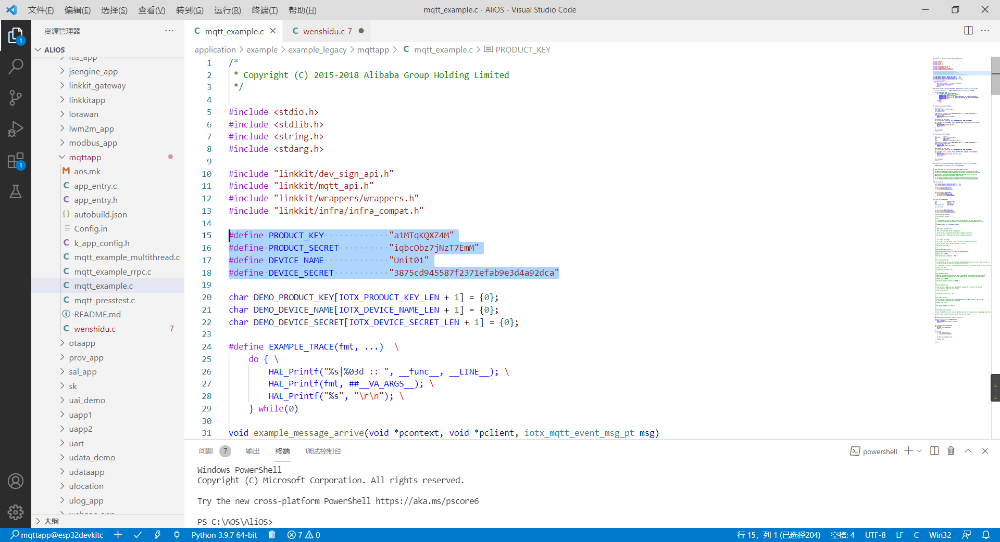 文件(F) 编辑(E) 选择(S) 查看(V) 转到(G) 运行(R) 终端(T) 帮助(H)
mqtt_example.c - AliOS - Visual Studio Code
资源管理器
ALIOS
jsengine_app
linkkit_gateway
linkkitapp
lorawan
lwm2m_app
modbus_app
mqttapp
aos.mk
app_entry.c
app_entry.h
autobuild.json
Config.in
k_app_config.h
mqtt_example_multithread.c
mqtt_example_rrpc.c
mqtt_example.c
mqtt_presstest.c
README.md
wenshidu.c 7
otaapp
prov_app
sal_app
sk
uai_demo
uapp1
uapp2
uart
udata_demo
udataapp
ulocation
ulog_app
大纲
mqtt_example.c
wenshidu.c 7
application > example > example_legacy > mqttapp > C mqtt_example.c > PRODUCT_KEY
1 /*
2 * Copyright (C) 2015-2018 Alibaba Group Holding Limited
3 */
4
5 #include <stdio.h>
6 #include <stdlib.h>
7 #include <string.h>
8 #include <stdarg.h>
9
10 #include "linkkit/dev_sign_api.h"
11 #include "linkkit/mqtt_api.h"
12 #include "linkkit/wrappers/wrappers.h"
13 #include "linkkit/infra/infra_compat.h"
14
15 #define PRODUCT_KEY "a1MTqKQXZ4M"
16 #define PRODUCT_SECRET "iqbcObz7jNzT7EmM"
17 #define DEVICE_NAME "Unit01"
18 #define DEVICE_SECRET "3875cd945587f2371efab9e3d4a92dca"
19
20 char DEMO_PRODUCT_KEY[IOTX_PRODUCT_KEY_LEN + 1] = {0};
21 char DEMO_DEVICE_NAME[IOTX_DEVICE_NAME_LEN + 1] = {0};
22 char DEMO_DEVICE_SECRET[IOTX_DEVICE_SECRET_LEN + 1] = {0};
23
24 #define EXAMPLE_TRACE(fmt, ...) \
25 do { \
26 HAL_Printf("%s|%03d :: ", __func__, __LINE__); \
27 HAL_Printf(fmt, ##__VA_ARGS__); \
28 HAL_Printf("%s", "\r\n"); \
29 } while(0)
30
31 void example_message_arrive(void *pcontext, void *pclient, iotx_mqtt_event_msg_pt msg)
问题 7 输出 终端 调试控制台
powershell
Windows PowerShell
Copyright (C) Microsoft Corporation. All rights reserved.
Try the new cross-platform PowerShell https://aka.ms/pscore6
PS C:\AOS\AliOS>
mqttapp@esp32devkitc Python 3.9.7 64-bit 7 0
行 15，列 1 (已选择204) 空格: 4 UTF-8 LF C Win32